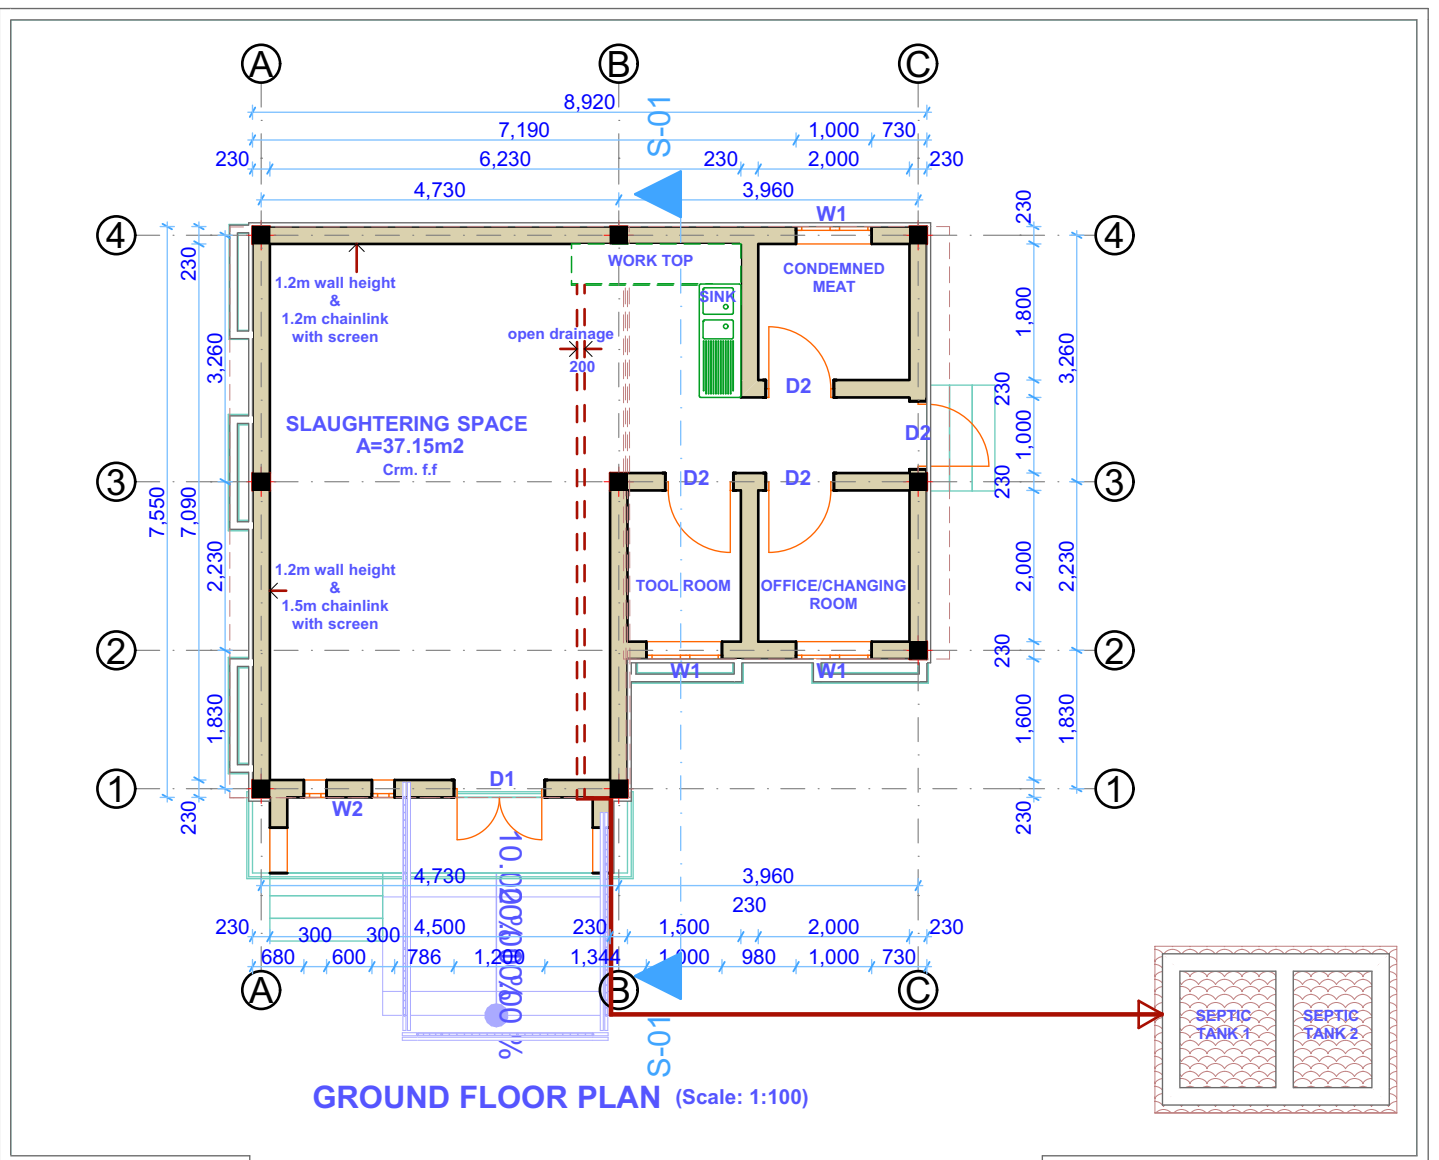 A
B
C
8,920
S-01
7,190
1,000
730
230
6,230
230
2,000
230
4,730
3,960
W1
230
4
4
230
WORK TOP
CONDEMNED
MEAT
1.2m wall height
&
1.2m chainlink
with screen
SINK
1,800
open drainage
200
3,260
3,260
D2
230
SLAUGHTERING SPACE
A=37.15m2
Crm. f.f
D2
1,000
3
D2
D2
230
3
7,550
7,090
1.2m wall height
&
1.5m chainlink
with screen
2,230
TOOL ROOM
OFFICE/CHANGING
ROOM
2,000
2,230
2
230
2
W1
W1
1,830
1,600
1,830
D1
1
W2
1
230
230
4,730
3,960
230
230
4,500
230
1,500
2,000
230
300
300
680
600
786
1,344
980
1,000
730
A
B
C
S-01
SEPTIC
TANK 1
SEPTIC
TANK 2
GROUND FLOOR PLAN (Scale: 1:100)